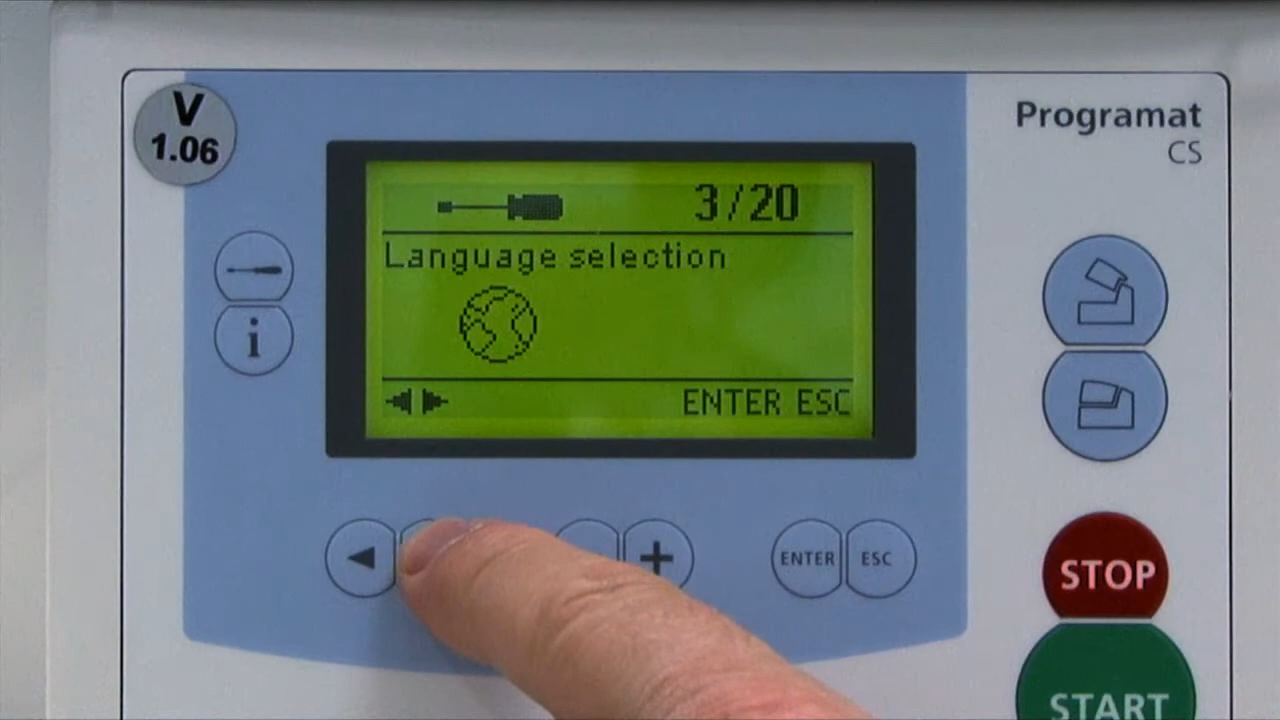 V
1.06
Programat
CS
3/20
Language selection
ENTER ESC
i
+
ENTER
ESC
STOP
START